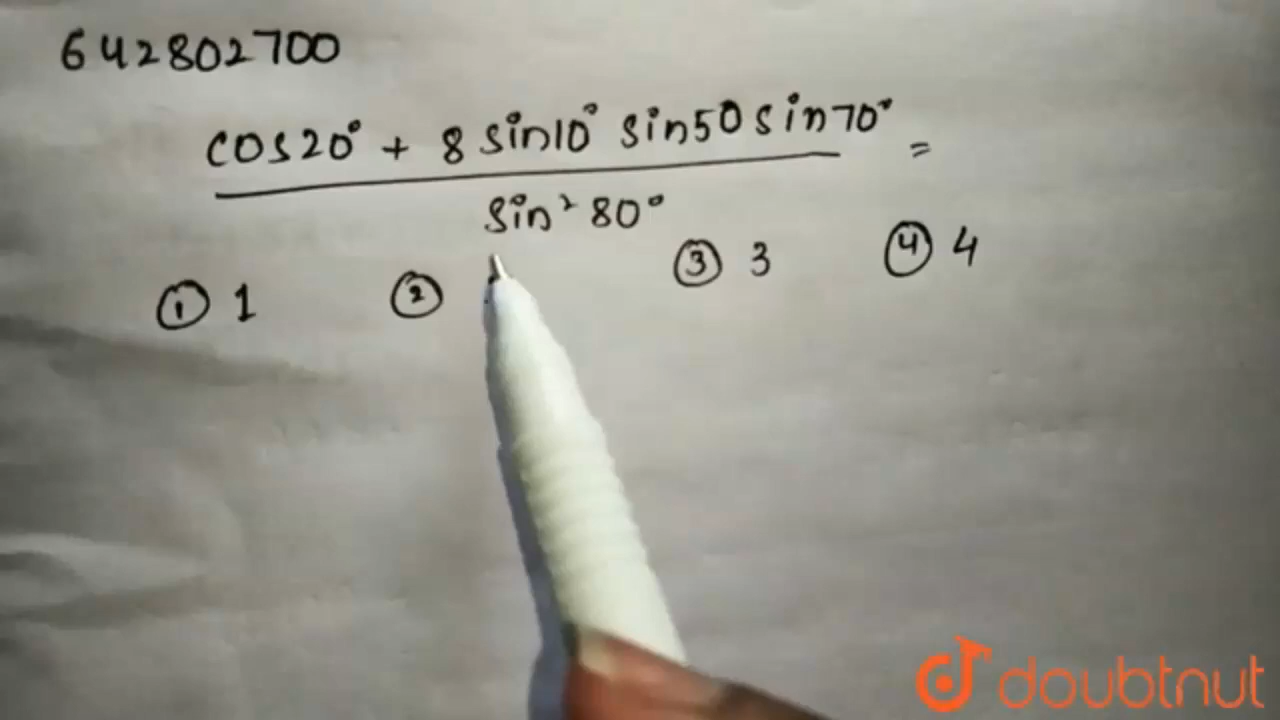 642802700
cos20° + 8 sin10° sin50 sin70°
=
sin² 80°
① 1 ② ③ 3 ④ 4
doubtnut